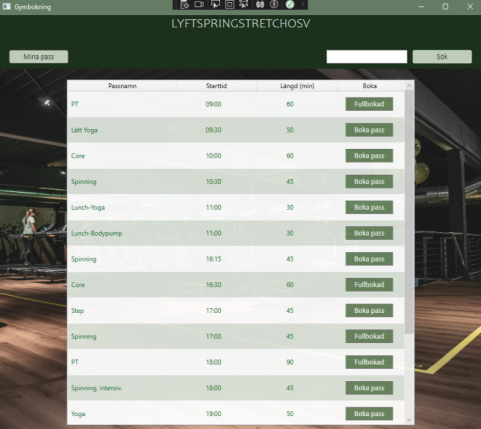 Gymbokning
LYFTSPRINGSTRETCHOSV
Mina pass Sök
Passnamn Starttid Längd (min) Boka
PT 09:00 60 Fullbokad
Lätt Yoga 09:30 50 Boka pass
Core 10:00 60 Boka pass
Spinning 10:30 45 Boka pass
Lunch-Yoga 11:00 30 Boka pass
Lunch-Bodypump 11:00 30 Boka pass
Spinning 16:15 45 Boka pass
Core 16:30 60 Fullbokad
Step 17:00 45 Boka pass
Spinning 17:00 45 Fullbokad
PT 18:00 90 Fullbokad
Spinning, intensiv 18:00 45 Boka pass
Yoga 19:00 50 Boka pass